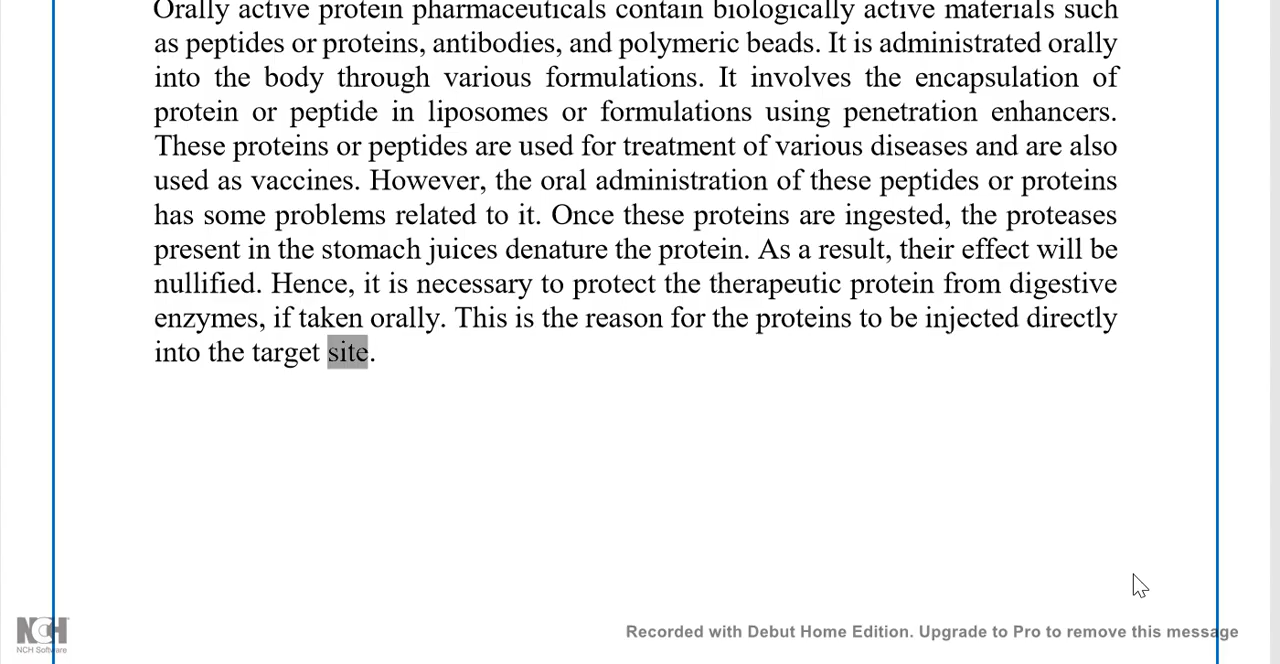 Orally active protein pharmaceuticals contain biologically active materials such
as peptides or proteins, antibodies, and polymeric beads. It is administrated orally
into the body through various formulations. It involves the encapsulation of
protein or peptide in liposomes or formulations using penetration enhancers.
These proteins or peptides are used for treatment of various diseases and are also
used as vaccines. However, the oral administration of these peptides or proteins
has some problems related to it. Once these proteins are ingested, the proteases
present in the stomach juices denature the protein. As a result, their effect will be
nullified. Hence, it is necessary to protect the therapeutic protein from digestive
enzymes, if taken orally. This is the reason for the proteins to be injected directly
into the target site.
NCH
NCH Software
Recorded with Debut Home Edition. Upgrade to Pro to remove this message